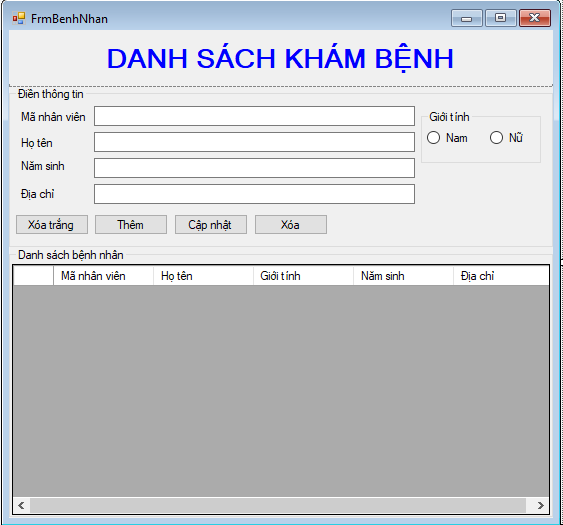 FrmBenhNhan
DANH SÁCH KHÁM BỆNH
Điền thông tin
Mã nhân viên
Giới tính
Họ tên
Nam Nữ
Năm sinh
Địa chỉ
Xóa trắng Thêm Cập nhật Xóa
Danh sách bệnh nhân
Mã nhân viên Họ tên Giới tính Năm sinh Địa chỉ